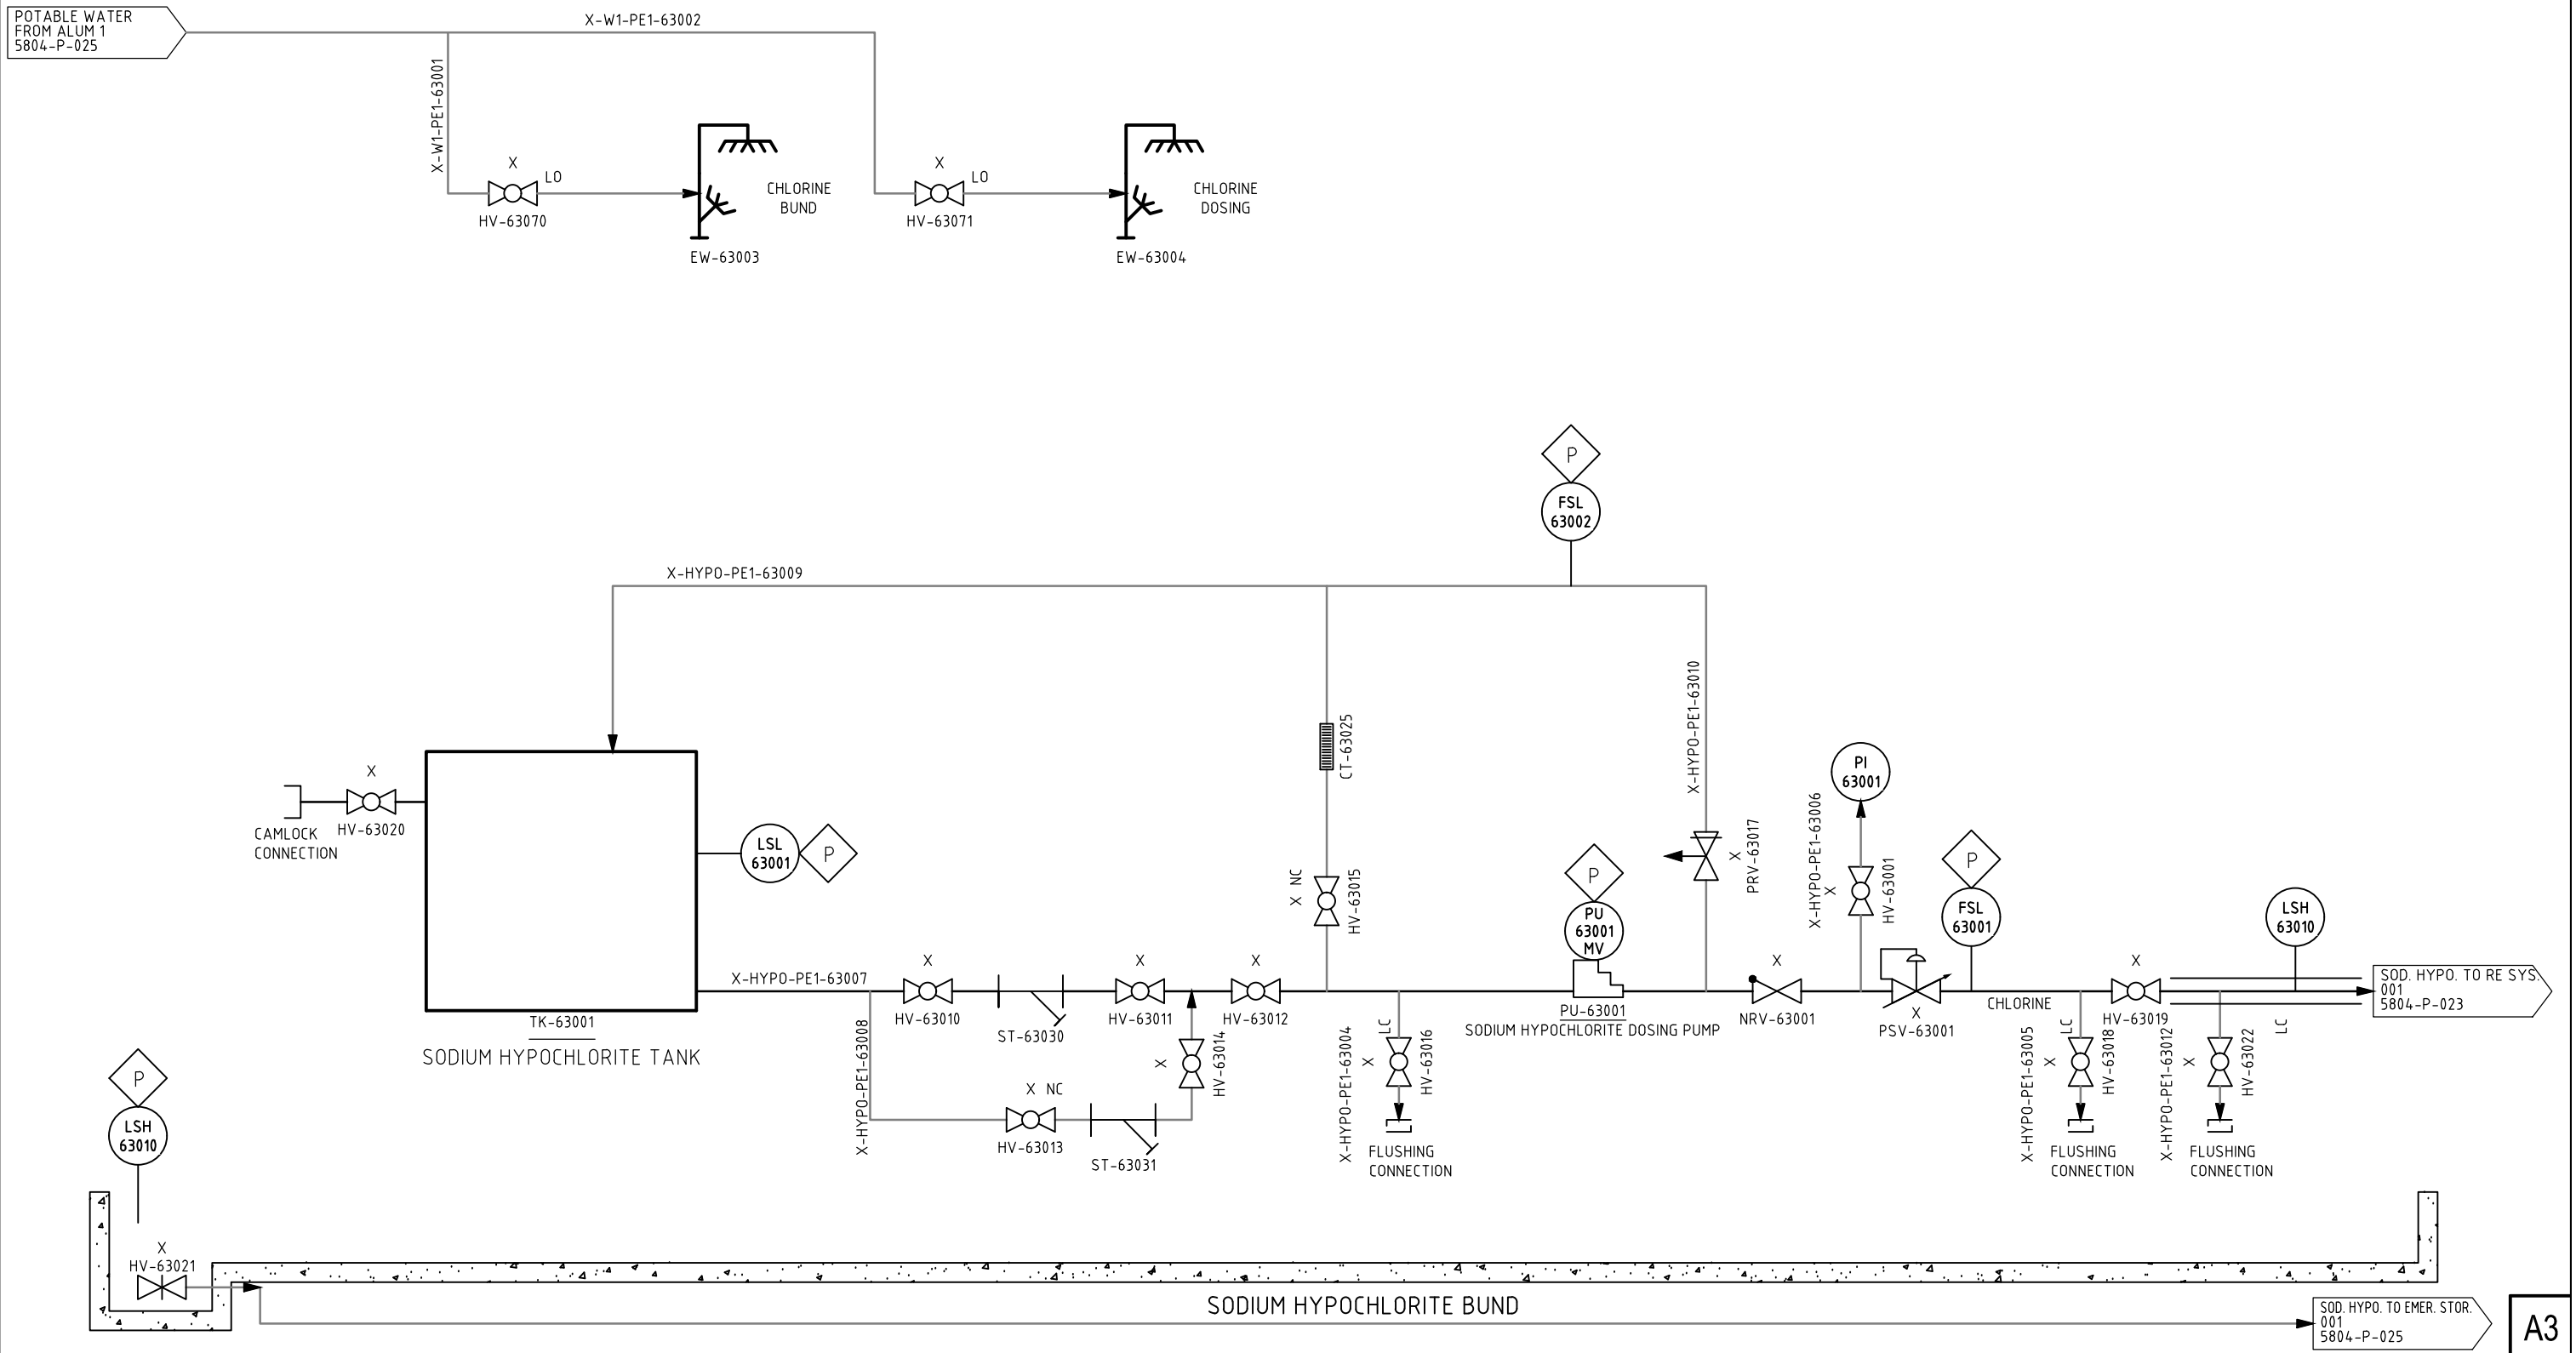 POTABLE WATER
FROM ALUM 1
5804-P-025
X-W1-PE1-63002
X-W1-PE1-63001
X
LO
HV-63070
CHLORINE
BUND
EW-63003
X
LO
HV-63071
CHLORINE
DOSING
EW-63004
P
FSL
63002
X-HYPO-PE1-63009
X-HYPO-PE1-63010
CT-63025
X
HV-63020
CAMLOCK
CONNECTION
LSL
63001
P
TK-63001
SODIUM HYPOCHLORITE TANK
X-HYPO-PE1-63007
X
HV-63010
ST-63030
X
HV-63011
X
HV-63012
X-HYPO-PE1-63008
X NC
HV-63013
ST-63031
X
HV-63014
X NC
HV-63015
X-HYPO-PE1-63004
X
LC
HV-63016
FLUSHING
CONNECTION
P
PU
63001
MV
PU-63001
SODIUM HYPOCHLORITE DOSING PUMP
X
PRV-63017
X
NRV-63001
PI
63001
X-HYPO-PE1-63006
X
HV-63001
X
PSV-63001
P
FSL
63001
CHLORINE
X-HYPO-PE1-63005
X
LC
HV-63018
FLUSHING
CONNECTION
X
HV-63019
X-HYPO-PE1-63012
X
HV-63022
LC
FLUSHING
CONNECTION
LSH
63010
SOD. HYPO. TO RE SYS.
001
5804-P-023
P
LSH
63010
X
HV-63021
SODIUM HYPOCHLORITE BUND
SOD. HYPO. TO EMER. STOR.
001
5804-P-025
A3